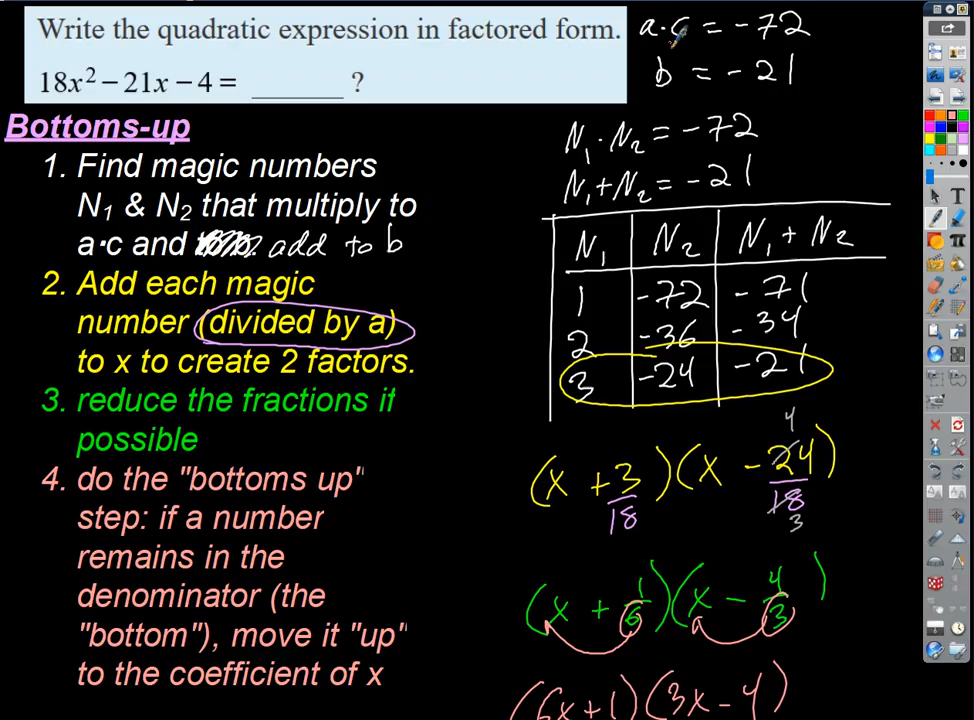 Write the quadratic expression in factored form.
18x² − 21x − 4 = ______ ?
a·c = -72
b = -21
Bottoms-up
1. Find magic numbers
N₁ & N₂ that multiply to
a·c and add to b
2. Add each magic
number (divided by a)
to x to create 2 factors.
3. reduce the fractions if
possible
4. do the "bottoms up"
step: if a number
remains in the
denominator (the
"bottom"), move it "up"
to the coefficient of x
N₁ · N₂ = -72
N₁ + N₂ = -21
N₁ N₂ N₁ + N₂
1 -72 -71
2 -36 -34
3 -24 -21
4
(x + 3/18)(x - 24/18)
3
(x + 1/6)(x - 4/3)
(6x+1)(3x-4)